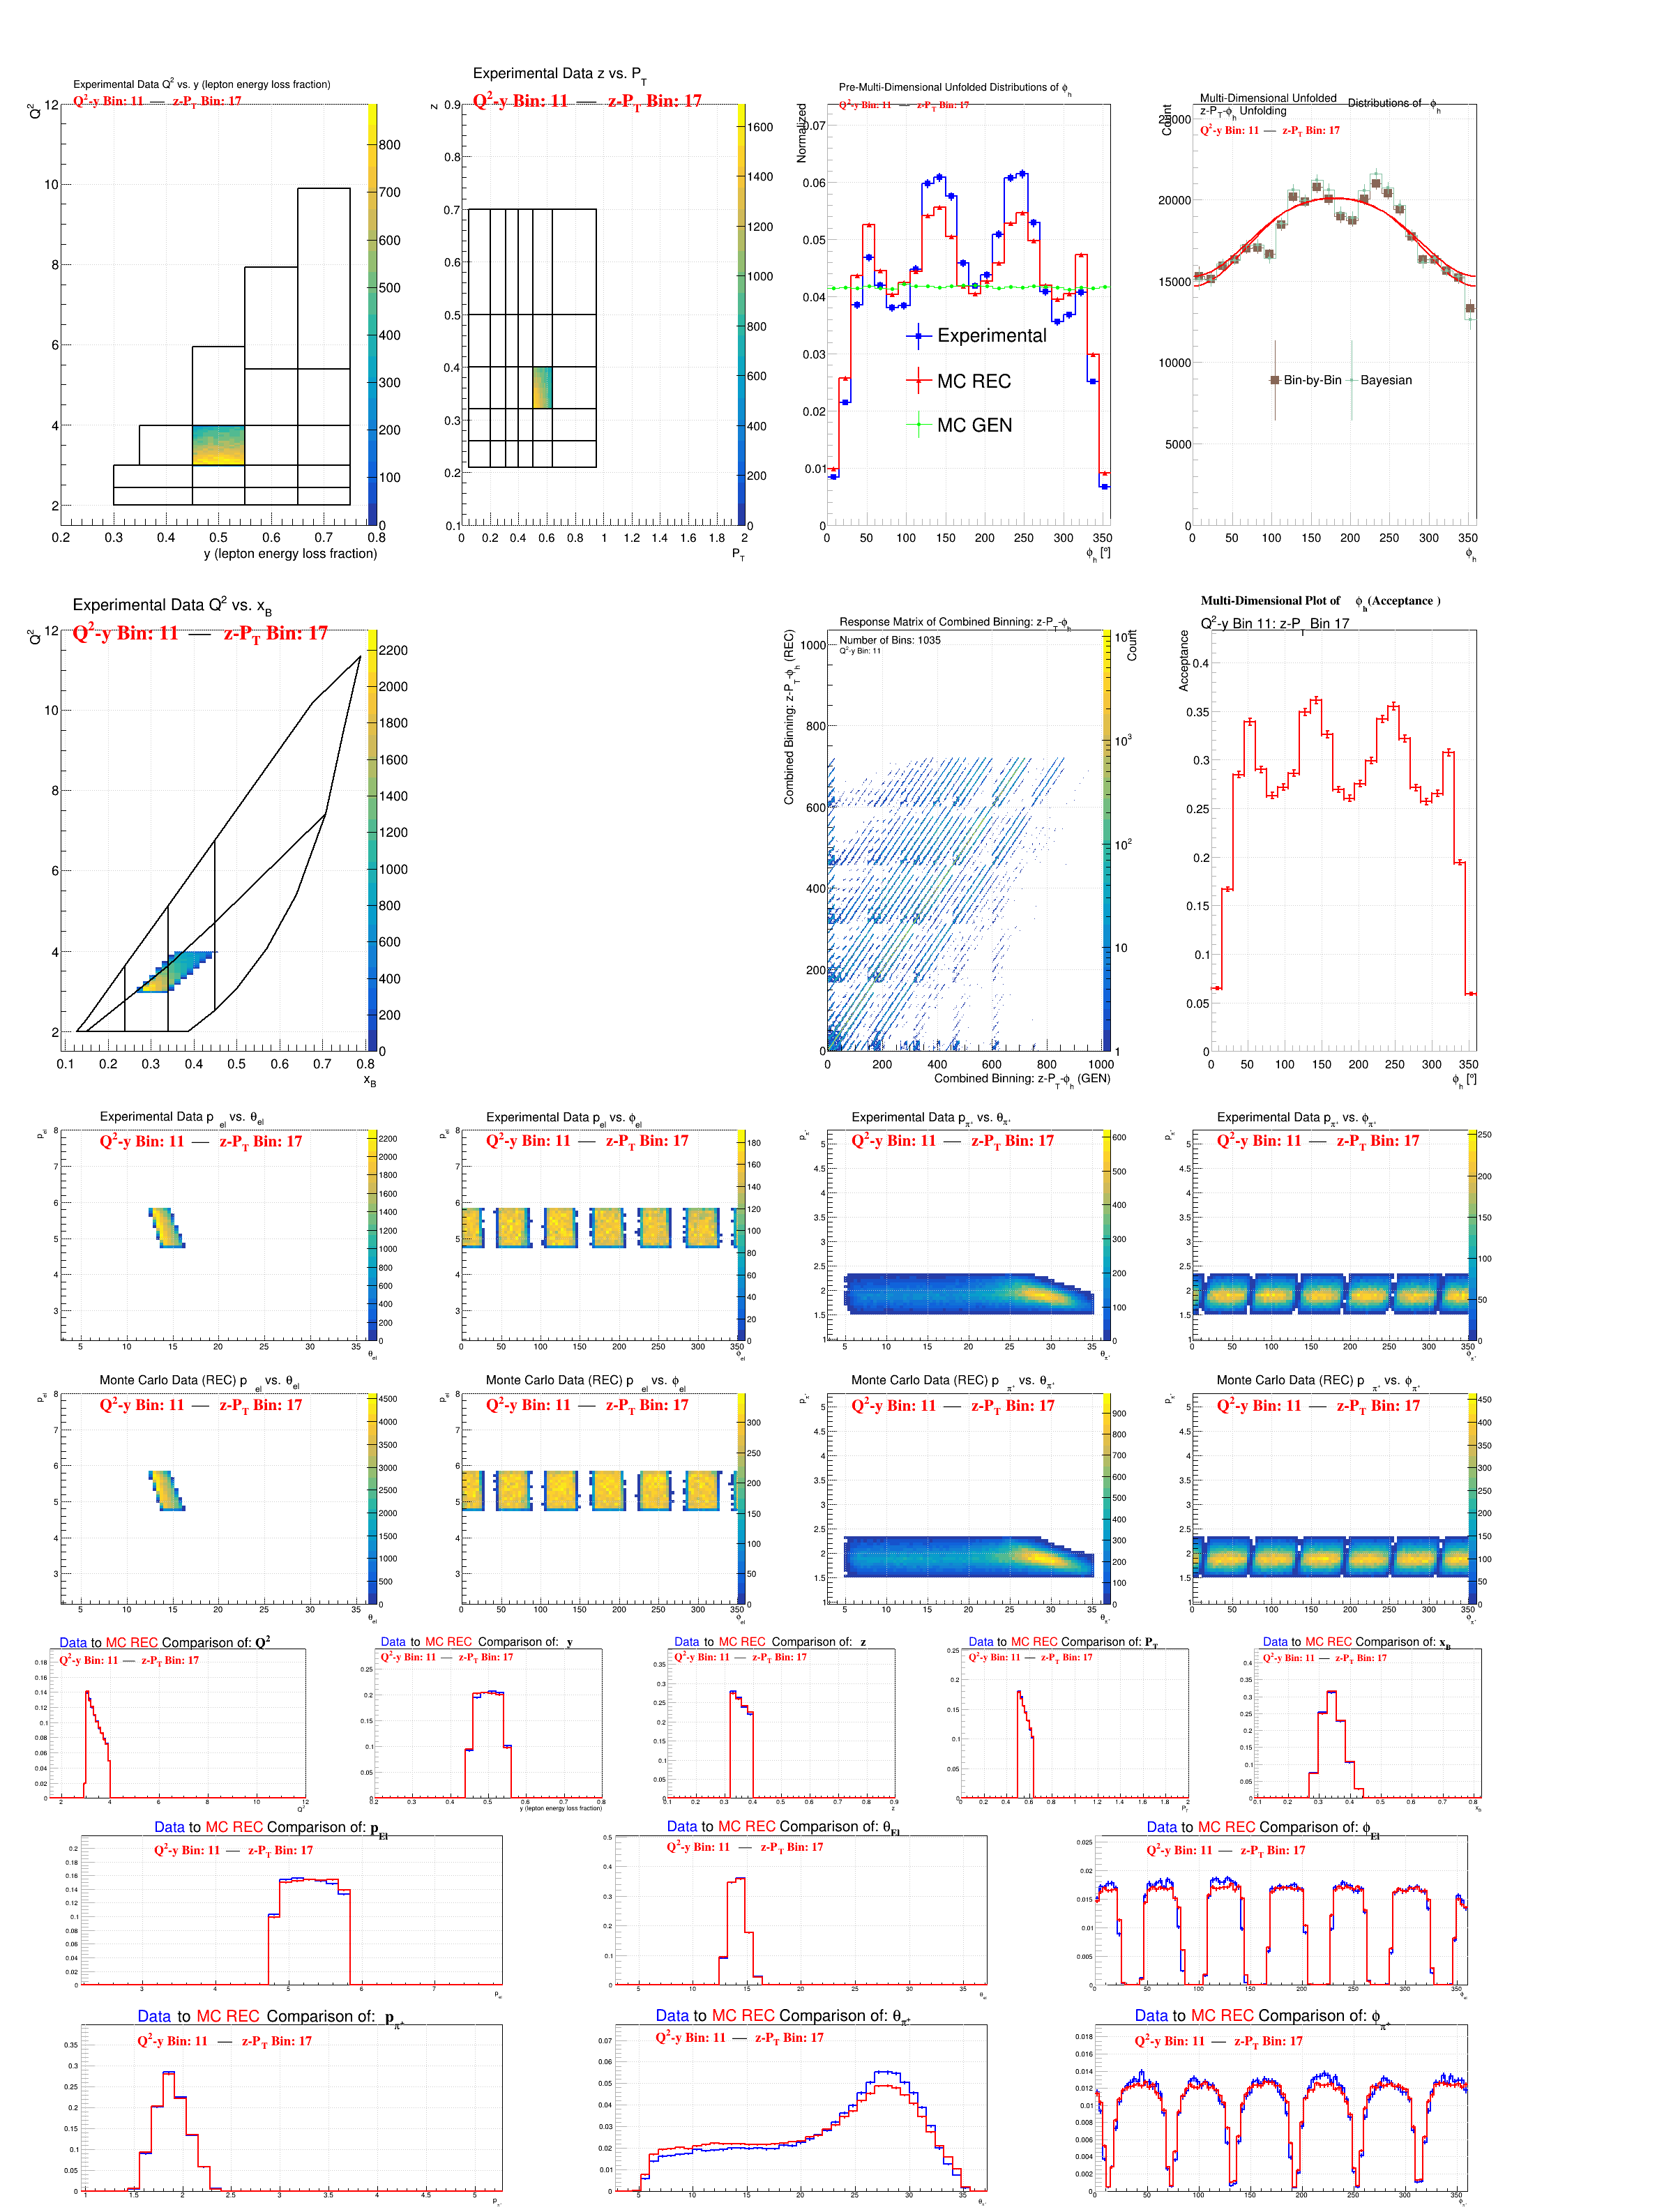 Experimental Data Q² vs. y (lepton energy loss fraction)
Q²-y Bin: 11 — z-P_T Bin: 17
Q²
y (lepton energy loss fraction)
Experimental Data z vs. P_T
Q²-y Bin: 11 — z-P_T Bin: 17
z
P_T
Pre-Multi-Dimensional Unfolded Distributions of ϕ_h
Q²-y Bin: 11 — z-P_T Bin: 17
Normalized
Experimental
MC REC
MC GEN
ϕ_h [°]
Multi-Dimensional Unfolded Distributions of ϕ_h
z-P_T-ϕ_h Unfolding
Q²-y Bin: 11 — z-P_T Bin: 17
Count
Bin-by-Bin
Bayesian
ϕ_h
Experimental Data Q² vs. x_B
Q²-y Bin: 11 — z-P_T Bin: 17
Q²
x_B
Response Matrix of Combined Binning: z-P_T-ϕ_h
Number of Bins: 1035
Q²-y Bin: 11
Count
Combined Binning: z-P_T-ϕ_h (REC)
Combined Binning: z-P_T-ϕ_h (GEN)
Multi-Dimensional Plot of ϕ_h (Acceptance )
Q²-y Bin 11: z-P_T Bin 17
Acceptance
ϕ_h [°]
Experimental Data p_el vs. θ_el
Q²-y Bin: 11 — z-P_T Bin: 17
Experimental Data p_el vs. ϕ_el
Q²-y Bin: 11 — z-P_T Bin: 17
Experimental Data p_π⁺ vs. θ_π⁺
Q²-y Bin: 11 — z-P_T Bin: 17
Experimental Data p_π⁺ vs. ϕ_π⁺
Q²-y Bin: 11 — z-P_T Bin: 17
Monte Carlo Data (REC) p_el vs. θ_el
Q²-y Bin: 11 — z-P_T Bin: 17
Monte Carlo Data (REC) p_el vs. ϕ_el
Q²-y Bin: 11 — z-P_T Bin: 17
Monte Carlo Data (REC) p_π⁺ vs. θ_π⁺
Q²-y Bin: 11 — z-P_T Bin: 17
Monte Carlo Data (REC) p_π⁺ vs. ϕ_π⁺
Q²-y Bin: 11 — z-P_T Bin: 17
Data to MC REC Comparison of: Q²
Q²-y Bin: 11 — z-P_T Bin: 17
Data to MC REC Comparison of: y
Q²-y Bin: 11 — z-P_T Bin: 17
y (lepton energy loss fraction)
Data to MC REC Comparison of: z
Q²-y Bin: 11 — z-P_T Bin: 17
Data to MC REC Comparison of: P_T
Q²-y Bin: 11 — z-P_T Bin: 17
Data to MC REC Comparison of: x_B
Q²-y Bin: 11 — z-P_T Bin: 17
Data to MC REC Comparison of: p_El
Q²-y Bin: 11 — z-P_T Bin: 17
Data to MC REC Comparison of: θ_El
Q²-y Bin: 11 — z-P_T Bin: 17
Data to MC REC Comparison of: ϕ_El
Q²-y Bin: 11 — z-P_T Bin: 17
Data to MC REC Comparison of: p_π⁺
Q²-y Bin: 11 — z-P_T Bin: 17
Data to MC REC Comparison of: θ_π⁺
Q²-y Bin: 11 — z-P_T Bin: 17
Data to MC REC Comparison of: ϕ_π⁺
Q²-y Bin: 11 — z-P_T Bin: 17